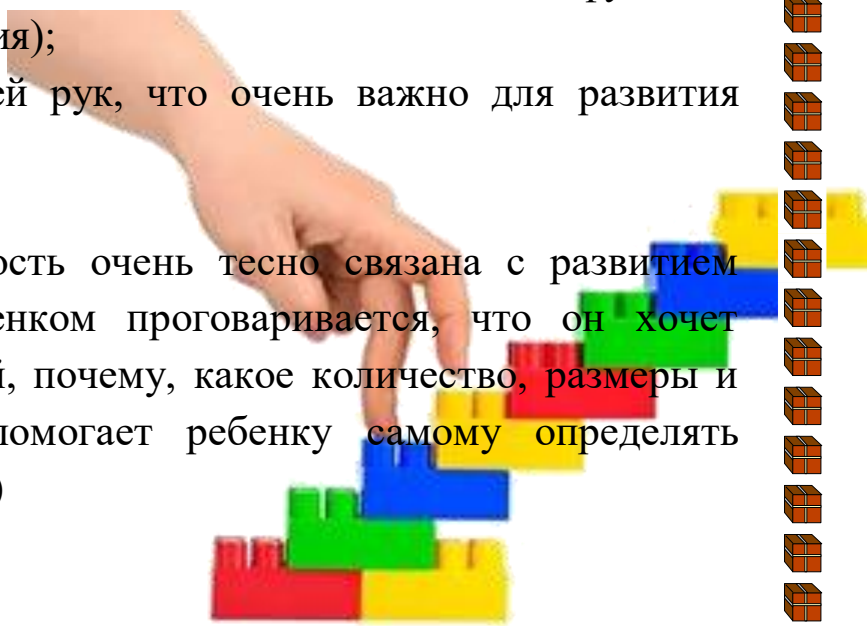 ия);
ей рук, что очень важно для развития
ость очень тесно связана с развитием
енком проговаривается, что он хочет
й, почему, какое количество, размеры и
помогает ребенку самому определять
)